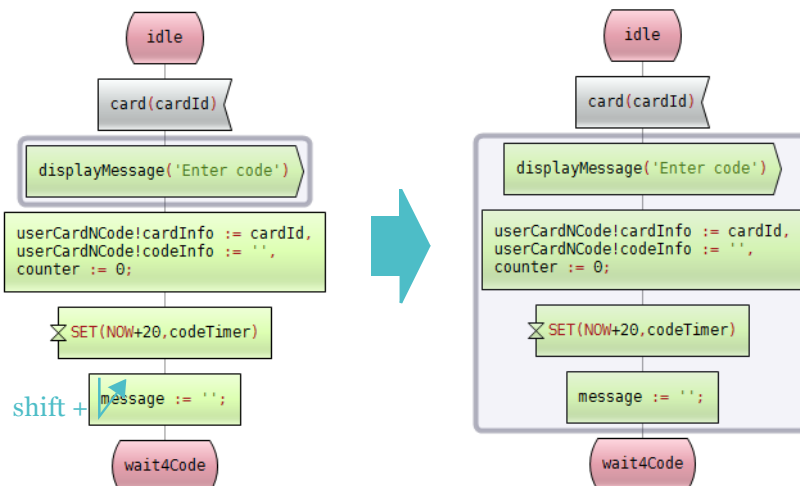 idle
card(cardId)
displayMessage('Enter code')
userCardNCode!cardInfo := cardId,
userCardNCode!codeInfo := '',
counter := 0;
SET(NOW+20,codeTimer)
shift +
message := '';
wait4Code
idle
card(cardId)
displayMessage('Enter code')
userCardNCode!cardInfo := cardId,
userCardNCode!codeInfo := '',
counter := 0;
SET(NOW+20,codeTimer)
message := '';
wait4Code